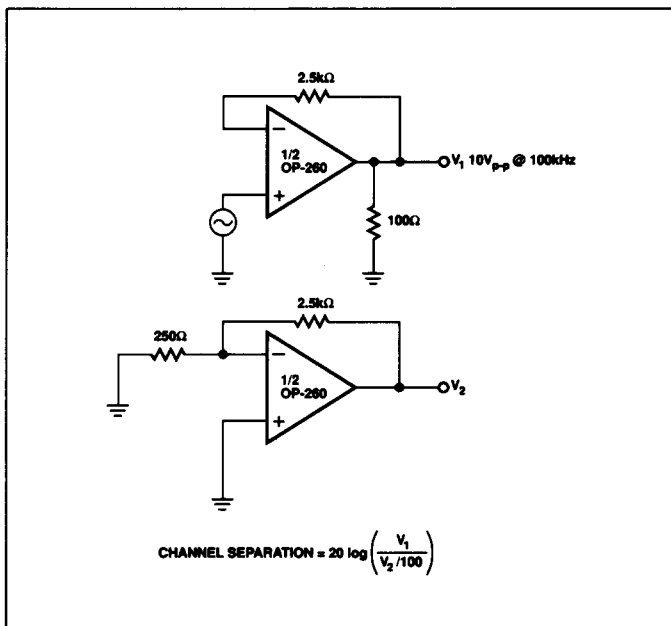 2.5kΩ
−
1/2
OP-260
+
V₁ 10Vp-p @ 100kHz
100Ω
2.5kΩ
250Ω
−
1/2
OP-260
+
V₂
CHANNEL SEPARATION = 20 log (V₁ / V₂/100)